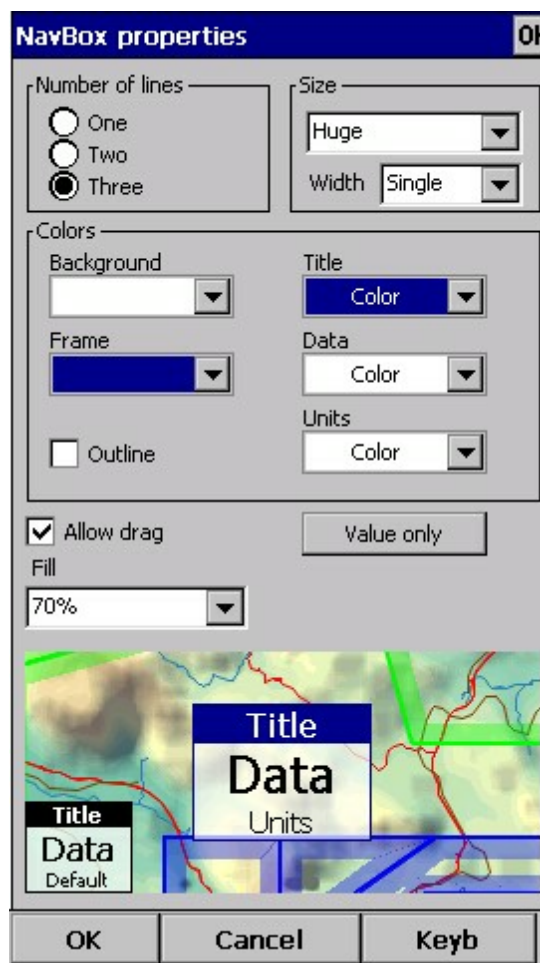 NavBox properties OK
Number of lines
One
Two
Three
Size
Huge
Width Single
Colors
Background
Title
Color
Frame
Data
Color
Outline
Units
Color
Allow drag
Value only
Fill
70%
Title
Data
Units
Title
Data
Default
OK Cancel Keyb